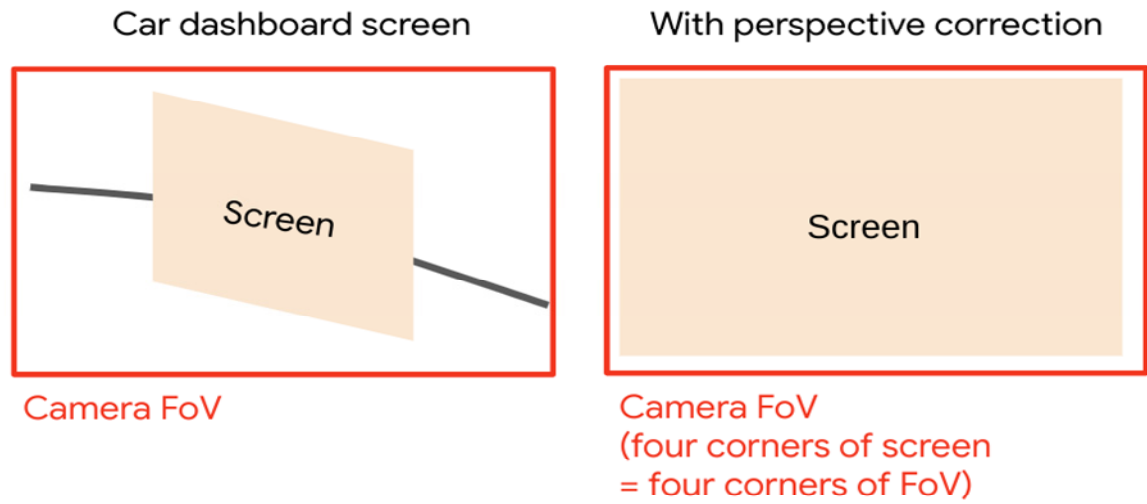 Car dashboard screen
With perspective correction
Screen
Screen
Camera FoV
Camera FoV
(four corners of screen
= four corners of FoV)